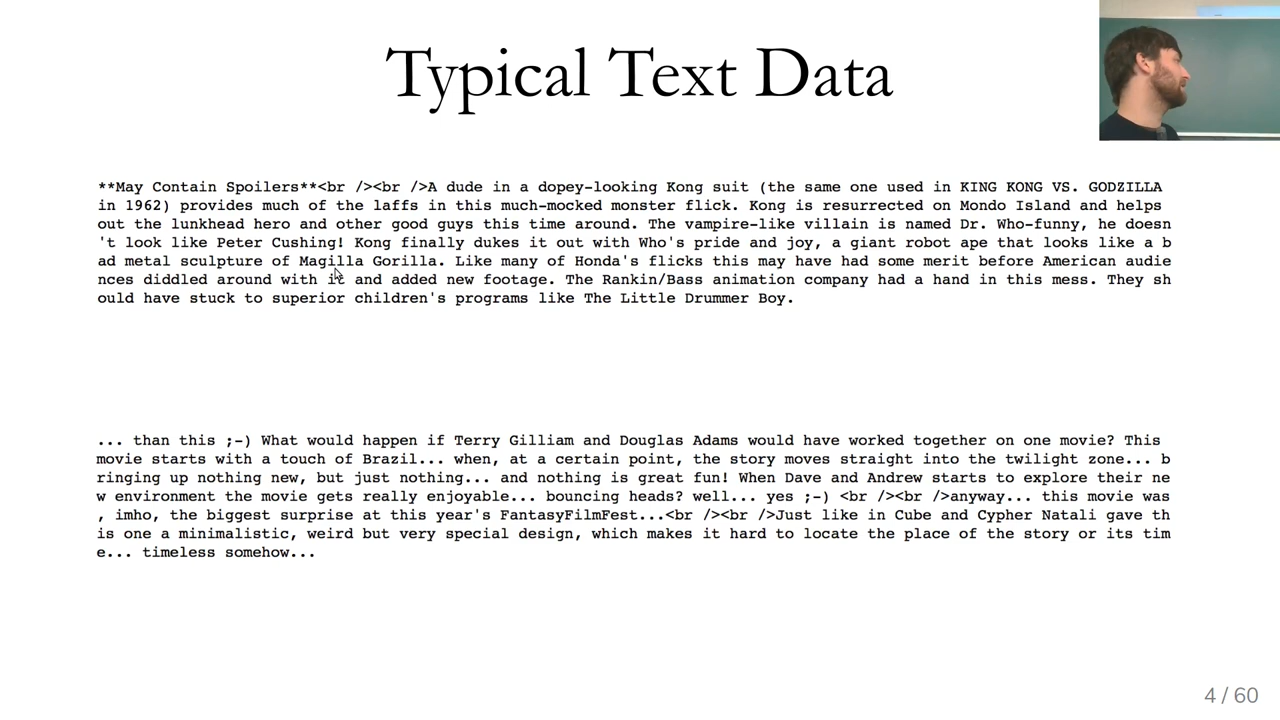 Typical Text Data
**May Contain Spoilers**<br /><br />A dude in a dopey-looking Kong suit (the same one used in KING KONG VS. GODZILLA
in 1962) provides much of the laffs in this much-mocked monster flick. Kong is resurrected on Mondo Island and helps
out the lunkhead hero and other good guys this time around. The vampire-like villain is named Dr. Who-funny, he doesn
't look like Peter Cushing! Kong finally dukes it out with Who's pride and joy, a giant robot ape that looks like a b
ad metal sculpture of Magilla Gorilla. Like many of Honda's flicks this may have had some merit before American audie
nces diddled around with it and added new footage. The Rankin/Bass animation company had a hand in this mess. They sh
ould have stuck to superior children's programs like The Little Drummer Boy.
... than this ;-) What would happen if Terry Gilliam and Douglas Adams would have worked together on one movie? This
movie starts with a touch of Brazil... when, at a certain point, the story moves straight into the twilight zone... b
ringing up nothing new, but just nothing... and nothing is great fun! When Dave and Andrew starts to explore their ne
w environment the movie gets really enjoyable... bouncing heads? well... yes ;-) <br /><br />anyway... this movie was
, imho, the biggest surprise at this year's FantasyFilmFest...<br /><br />Just like in Cube and Cypher Natali gave th
is one a minimalistic, weird but very special design, which makes it hard to locate the place of the story or its tim
e... timeless somehow...
4 / 60